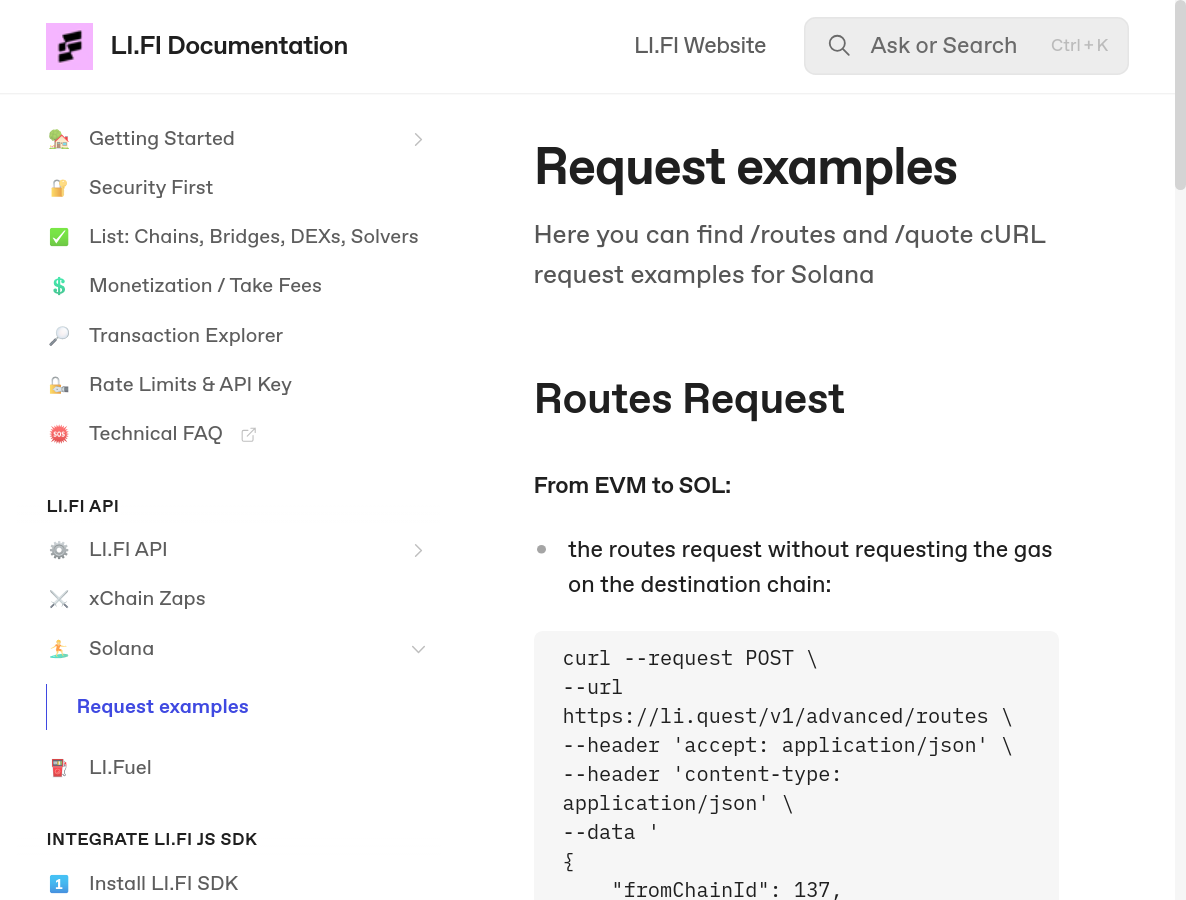 LI.FI Documentation
LI.FI Website
Ask or Search
Ctrl + K
Getting Started
Security First
List: Chains, Bridges, DEXs, Solvers
Monetization / Take Fees
Transaction Explorer
Rate Limits & API Key
Technical FAQ
LI.FI API
LI.FI API
xChain Zaps
Solana
Request examples
LI.Fuel
INTEGRATE LI.FI JS SDK
1
Install LI.FI SDK
Request examples
Here you can find /routes and /quote cURL
request examples for Solana
Routes Request
From EVM to SOL:
the routes request without requesting the gas
on the destination chain:
curl --request POST \
--url
https://li.quest/v1/advanced/routes \
--header 'accept: application/json' \
--header 'content-type:
application/json' \
--data '
{
"fromChainId": 137,